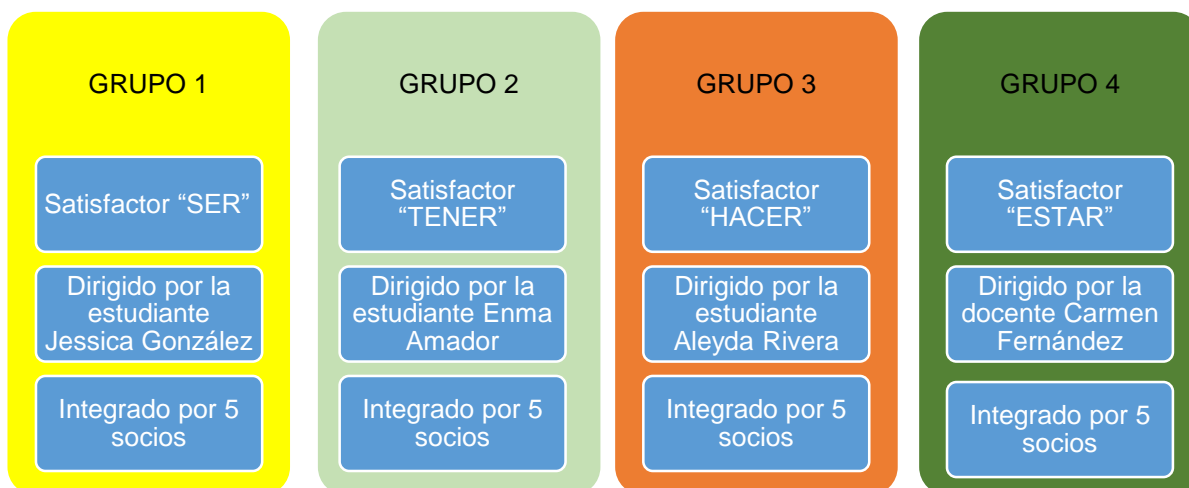 GRUPO 1
Satisfactor “SER”
Dirigido por la
estudiante
Jessica González
Integrado por 5
socios
GRUPO 2
Satisfactor
“TENER”
Dirigido por la
estudiante Enma
Amador
Integrado por 5
socios
GRUPO 3
Satisfactor
“HACER”
Dirigido por la
estudiante
Aleyda Rivera
Integrado por 5
socios
GRUPO 4
Satisfactor
“ESTAR”
Dirigido por la
docente Carmen
Fernández
Integrado por 5
socios